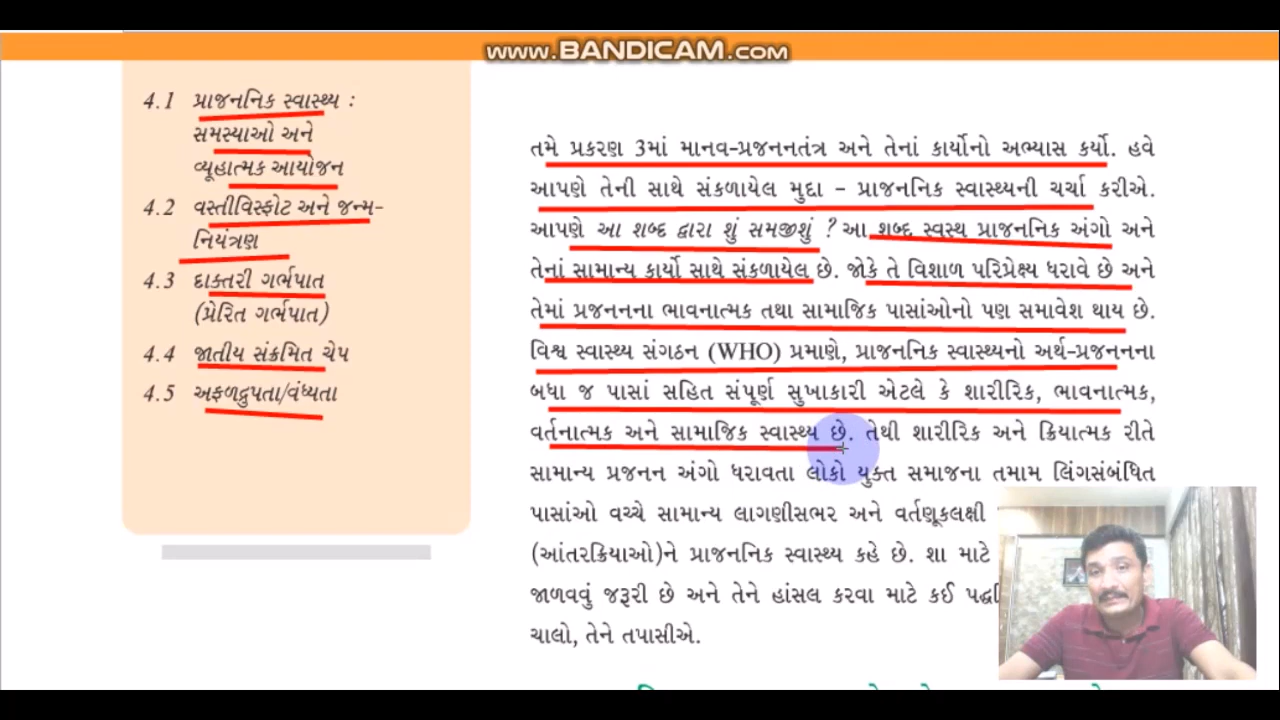 www.BANDICAM.com
4.1 પ્રાજનનિક સ્વાસ્થ્ય :
સમસ્યાઓ અને
વ્યૂહાત્મક આયોજન
4.2 વસ્તીવિસ્ફોટ અને જન્મ-
નિયંત્રણ
4.3 દાક્તરી ગર્ભપાત
(પ્રેરિત ગર્ભપાત)
4.4 જાતીય સંક્રમિત ચેપ
4.5 અફળદ્રુપતા/વંધ્યતા
તમે પ્રકરણ 3માં માનવ-પ્રજનનતંત્ર અને તેનાં કાર્યોનો અભ્યાસ કર્યો. હવે
આપણે તેની સાથે સંકળાયેલ મુદ્દા – પ્રાજનનિક સ્વાસ્થ્યની ચર્ચા કરીએ.
આપણે આ શબ્દ દ્વારા શું સમજીશું ? આ શબ્દ સ્વસ્થ પ્રાજનનિક અંગો અને
તેનાં સામાન્ય કાર્યો સાથે સંકળાયેલ છે. જોકે તે વિશાળ પરિપ્રેક્ષ્ય ધરાવે છે અને
તેમાં પ્રજનનના ભાવનાત્મક તથા સામાજિક પાસાંઓનો પણ સમાવેશ થાય છે.
વિશ્વ સ્વાસ્થ્ય સંગઠન (WHO) પ્રમાણે, પ્રાજનનિક સ્વાસ્થ્યનો અર્થ-પ્રજનનના
બધા જ પાસાં સહિત સંપૂર્ણ સુખાકારી એટલે કે શારીરિક, ભાવનાત્મક,
વર્તનાત્મક અને સામાજિક સ્વાસ્થ્ય છે. તેથી શારીરિક અને ક્રિયાત્મક રીતે
સામાન્ય પ્રજનન અંગો ધરાવતા લોકો યુક્ત સમાજના તમામ લિંગસંબંધિત
પાસાંઓ વચ્ચે સામાન્ય લાગણીસભર અને વર્તણૂકલક્ષી
(આંતરક્રિયાઓ)ને પ્રાજનનિક સ્વાસ્થ્ય કહે છે. શા માટે
જાળવવું જરૂરી છે અને તેને હાંસલ કરવા માટે કઈ
ચાલો, તેને તપાસીએ.